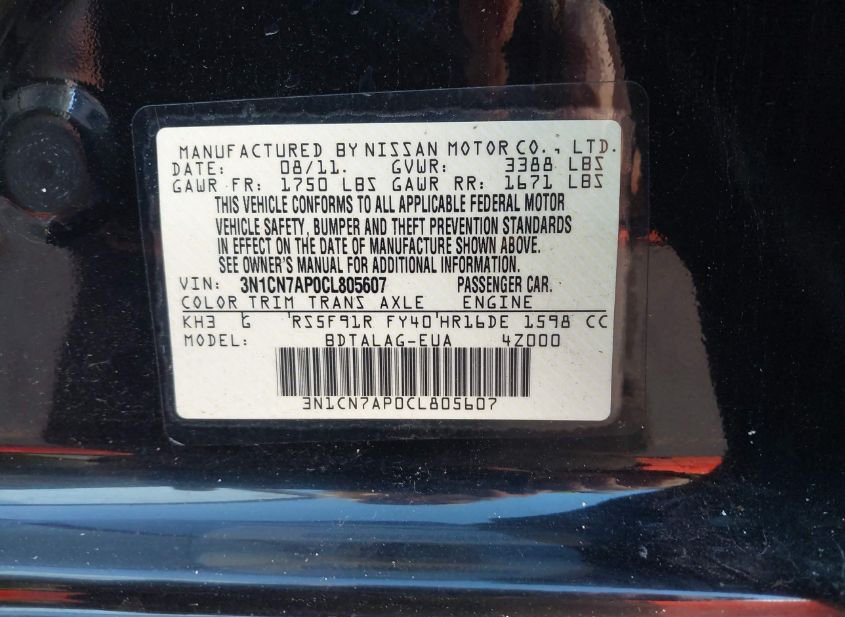 MANUFACTURED BY NISSAN MOTOR CO., LTD.
DATE: 08/11. GVWR: 3388 LBS
GAWR FR: 1750 LBS GAWR RR: 1671 LBS
THIS VEHICLE CONFORMS TO ALL APPLICABLE FEDERAL MOTOR
VEHICLE SAFETY, BUMPER AND THEFT PREVENTION STANDARDS
IN EFFECT ON THE DATE OF MANUFACTURE SHOWN ABOVE.
SEE OWNER'S MANUAL FOR ADDITIONAL INFORMATION.
VIN: 3N1CN7AP0CL805607 PASSENGER CAR.
COLOR TRIM TRANS AXLE ENGINE
KH3 G RS5F91R FY40 HR16DE 1598 CC
MODEL: BDTALAG-EUA 4Z000
3N1CN7AP0CL805607